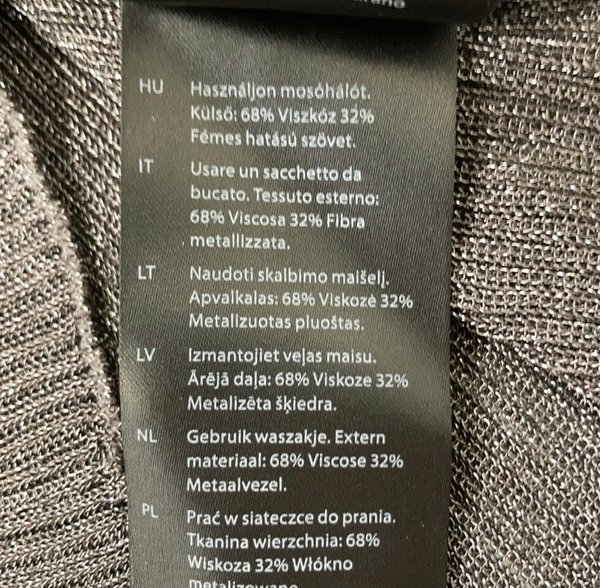 HU Használjon mosóhálót.
Külső: 68% Viszkóz 32%
Fémes hatású szövet.
IT Usare un sacchetto da
bucato. Tessuto esterno:
68% Viscosa 32% Fibra
metallizzata.
LT Naudoti skalbimo maišelį.
Apvalkalas: 68% Viskozė 32%
Metalizuotas pluoštas.
LV Izmantojiet veļas maisu.
Ārējā daļa: 68% Viskoze 32%
Metalizēta šķiedra.
NL Gebruik waszakje. Extern
materiaal: 68% Viscose 32%
Metaalvezel.
PL Prać w siateczce do prania.
Tkanina wierzchnia: 68%
Wiskoza 32% Włókno
metalizowane